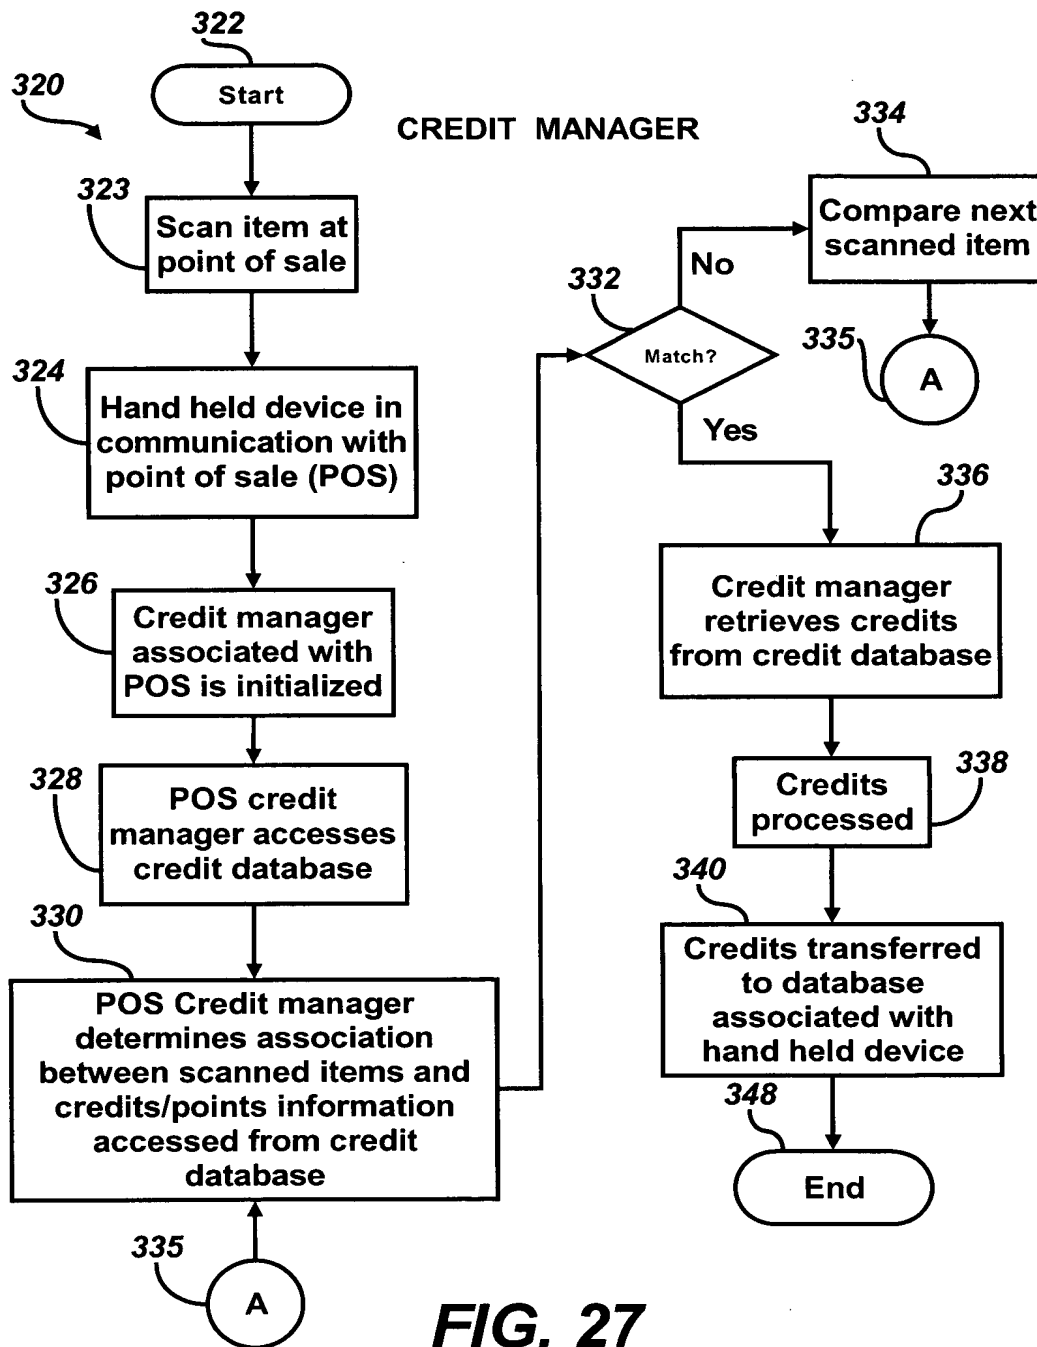 322
Start
320
CREDIT MANAGER
323
Scan item at
point of sale
324
Hand held device in
communication with
point of sale (POS)
326
Credit manager
associated with
POS is initialized
328
POS credit
manager accesses
credit database
330
POS Credit manager
determines association
between scanned items and
credits/points information
accessed from credit
database
335
A
332
Match?
No
Yes
334
Compare next
scanned item
335
A
336
Credit manager
retrieves credits
from credit database
338
Credits
processed
340
Credits transferred
to database
associated with
hand held device
348
End
FIG. 27